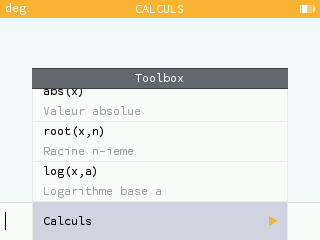 deg CALCULS
Toolbox
abs(x)
Valeur absolue
root(x,n)
Racine n-ieme
log(x,a)
Logarithme base a
Calculs